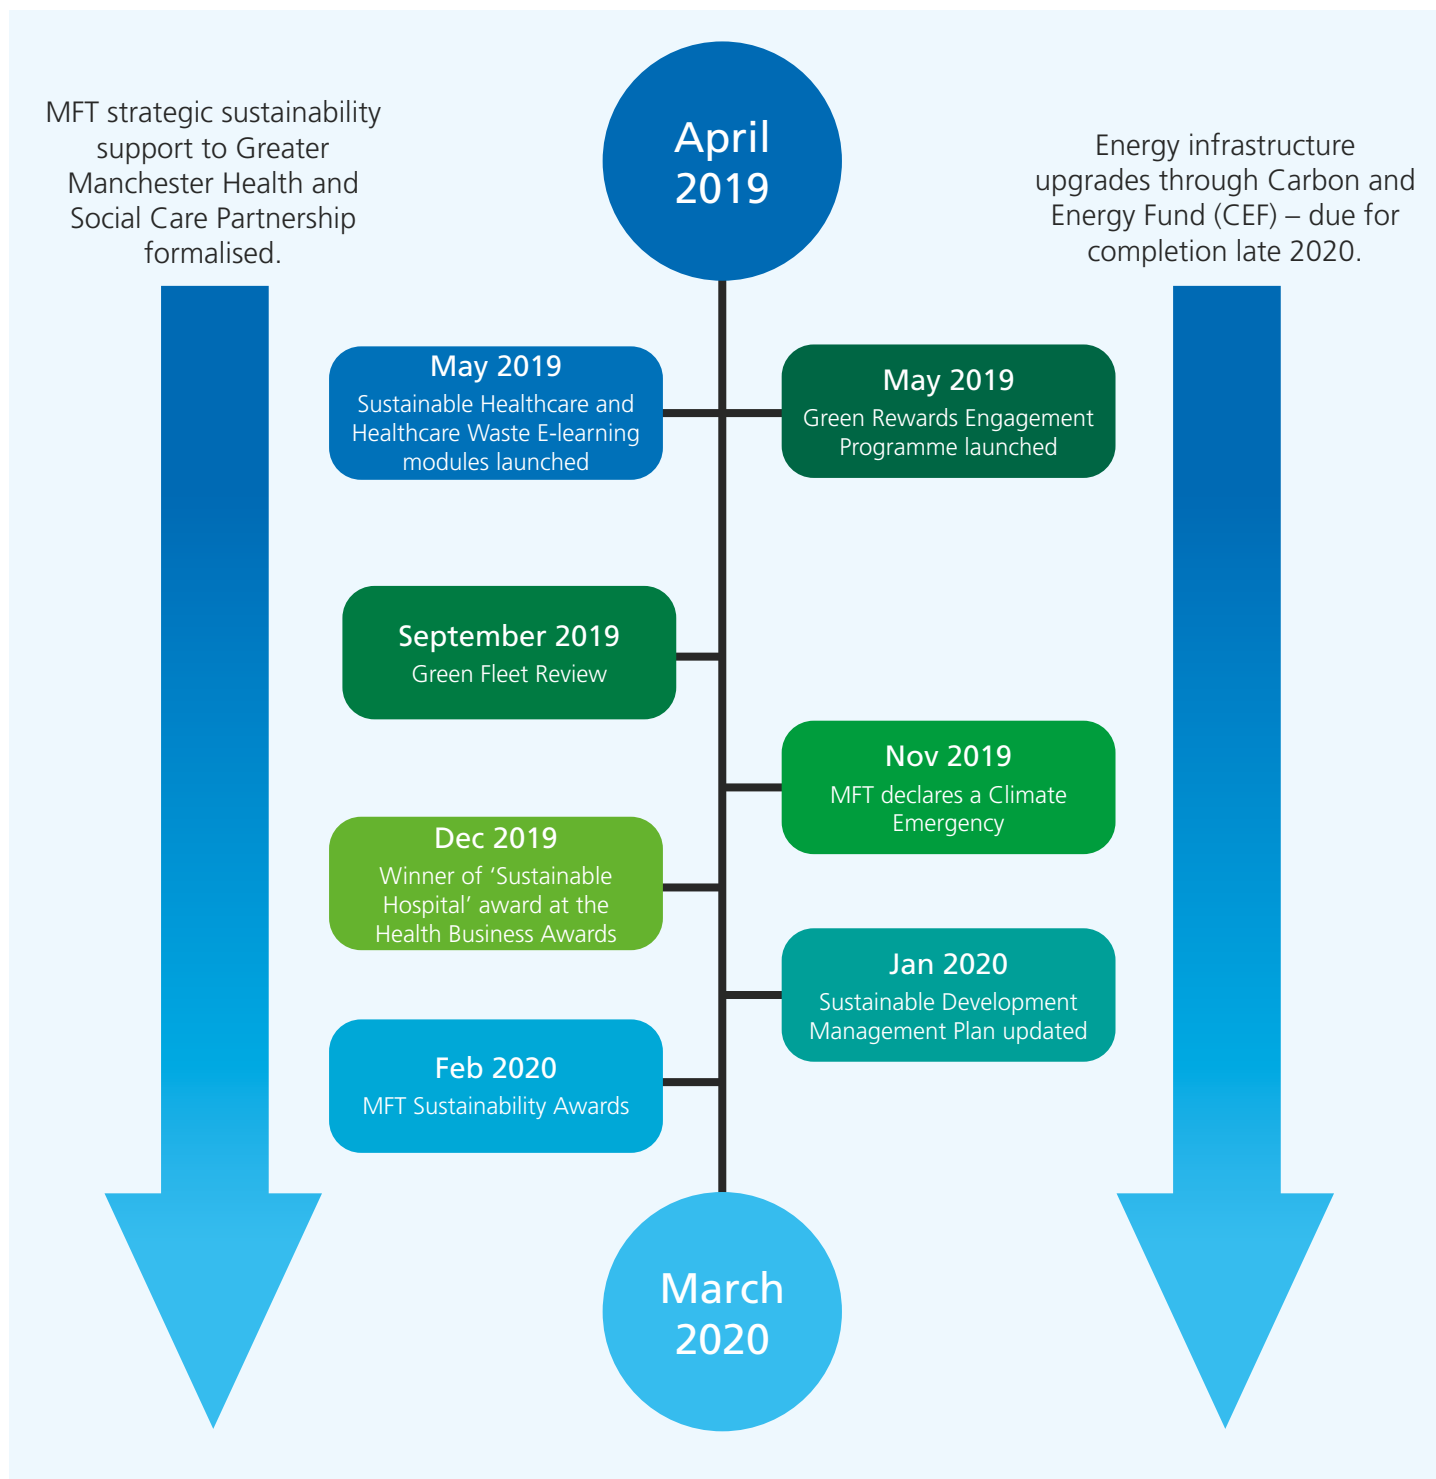 MFT strategic sustainability
support to Greater
Manchester Health and
Social Care Partnership
formalised.
April
2019
Energy infrastructure
upgrades through Carbon and
Energy Fund (CEF) – due for
completion late 2020.
May 2019
Sustainable Healthcare and
Healthcare Waste E-learning
modules launched
May 2019
Green Rewards Engagement
Programme launched
September 2019
Green Fleet Review
Nov 2019
MFT declares a Climate
Emergency
Dec 2019
Winner of ‘Sustainable
Hospital’ award at the
Health Business Awards
Jan 2020
Sustainable Development
Management Plan updated
Feb 2020
MFT Sustainability Awards
March
2020